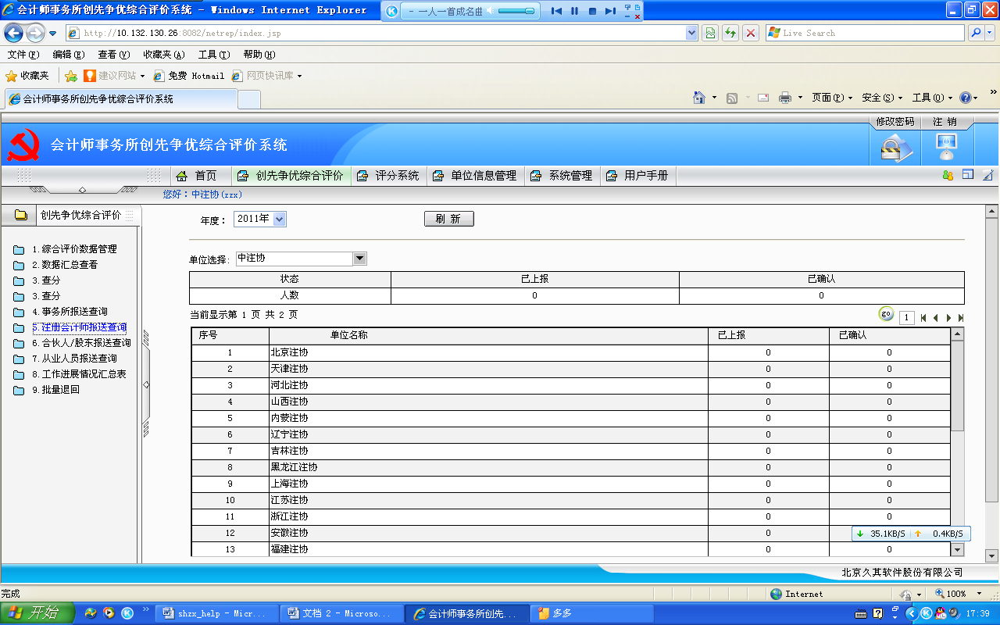 会计师事务所创先争优综合评价系统 - Windows Internet Explorer
- 一人一首成名曲
http://10.132.130.26:8082/netrep/index.jsp
Live Search
文件(F) 编辑(E) 查看(V) 收藏夹(A) 工具(T) 帮助(H)
收藏夹 建议网站 免费 Hotmail 网页快讯库
会计师事务所创先争优综合评价系统
页面(P) 安全(S) 工具(O)
修改密码 注 销
会计师事务所创先争优综合评价系统
首页 创先争优综合评价 评分系统 单位信息管理 系统管理 用户手册
您好：中注协(zzx)
创先争优综合评价
1.综合评价数据管理
2.数据汇总查看
3.查分
3.查分
4.事务所报送查询
5.注册会计师报送查询
6.合伙人/股东报送查询
7.从业人员报送查询
8.工作进展情况汇总表
9.批量退回
年度： 2011年 刷 新
单位选择: 中注协
状态 已上报 已确认
人数 0 0
当前显示第 1 页 共 2 页 go 1
序号 单位名称 已上报 已确认
1 北京注协 0 0
2 天津注协 0 0
3 河北注协 0 0
4 山西注协 0 0
5 内蒙注协 0 0
6 辽宁注协 0 0
7 吉林注协 0 0
8 黑龙江注协 0 0
9 上海注协 0 0
10 江苏注协 0 0
11 浙江注协 0 0
12 安徽注协 0
35.1KB/S 0.4KB/S
13 福建注协 0 0
北京久其软件股份有限公司
完成 Internet 100%
开始 shzx_help - Micr... 文档 2 - Microso... 会计师事务所创先... 多多 17:39